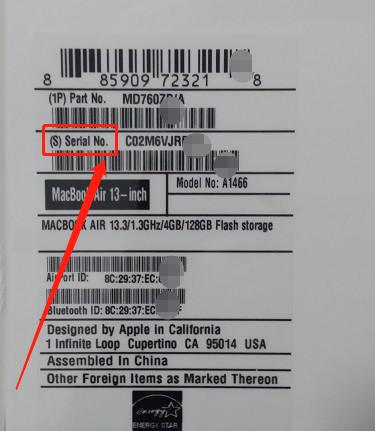 8 85909 72321 8
(1P) Part No. MD760
(S) Serial No. C02M6VJR
MacBook Air 13-inch
Model No: A1466
MACBOOK AIR 13.3/1.3GHz/4GB/128GB Flash storage
Airport ID: 8C:29:37:EC:
Bluetooth ID: 8C:29:37:EC:
Designed by Apple in California
1 Infinite Loop Cupertino CA 95014 USA
Assembled In China
Other Foreign Items as Marked Thereon
energy
ENERGY STAR